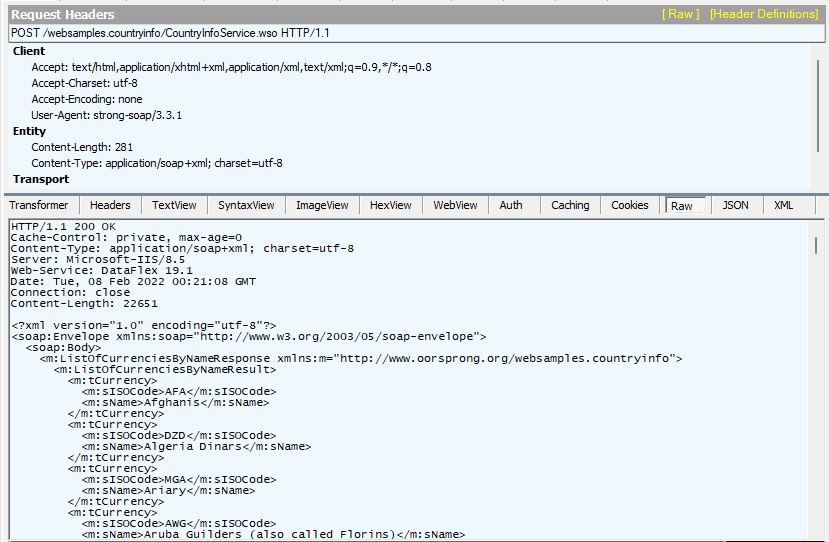 Request Headers [ Raw ] [Header Definitions]
POST /websamples.countryinfo/CountryInfoService.wso HTTP/1.1
Client
Accept: text/html,application/xhtml+xml,application/xml,text/xml;q=0.9,*/*;q=0.8
Accept-Charset: utf-8
Accept-Encoding: none
User-Agent: strong-soap/3.3.1
Entity
Content-Length: 281
Content-Type: application/soap+xml; charset=utf-8
Transport
Transformer Headers TextView SyntaxView ImageView HexView WebView Auth Caching Cookies Raw JSON XML
HTTP/1.1 200 OK
Cache-Control: private, max-age=0
Content-Type: application/soap+xml; charset=utf-8
Server: Microsoft-IIS/8.5
Web-Service: DataFlex 19.1
Date: Tue, 08 Feb 2022 00:21:08 GMT
Connection: close
Content-Length: 22651
<?xml version="1.0" encoding="utf-8"?>
<soap:Envelope xmlns:soap="http://www.w3.org/2003/05/soap-envelope">
<soap:Body>
<m:ListOfCurrenciesByNameResponse xmlns:m="http://www.oorsprong.org/websamples.countryinfo">
<m:ListOfCurrenciesByNameResult>
<m:tCurrency>
<m:sISOCode>AFA</m:sISOCode>
<m:sName>Afghanis</m:sName>
</m:tCurrency>
<m:tCurrency>
<m:sISOCode>DZD</m:sISOCode>
<m:sName>Algeria Dinars</m:sName>
</m:tCurrency>
<m:tCurrency>
<m:sISOCode>MGA</m:sISOCode>
<m:sName>Ariary</m:sName>
</m:tCurrency>
<m:tCurrency>
<m:sISOCode>AWG</m:sISOCode>
<m:sName>Aruba Guilders (also called Florins)</m:sName>